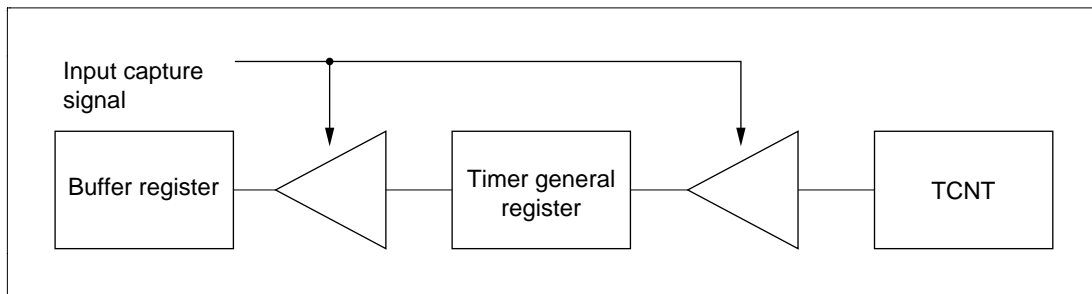 Input capture
signal
Buffer register
Timer general
register
TCNT